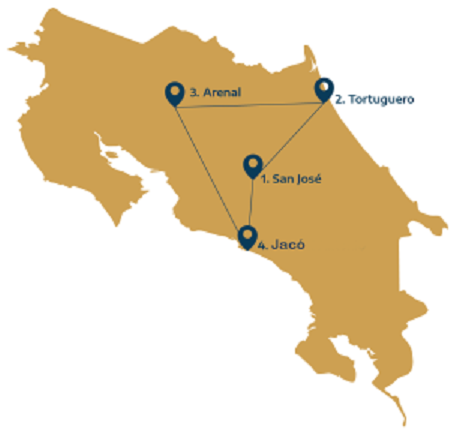 3. Arenal
2. Tortuguero
1. San José
4. Jacó